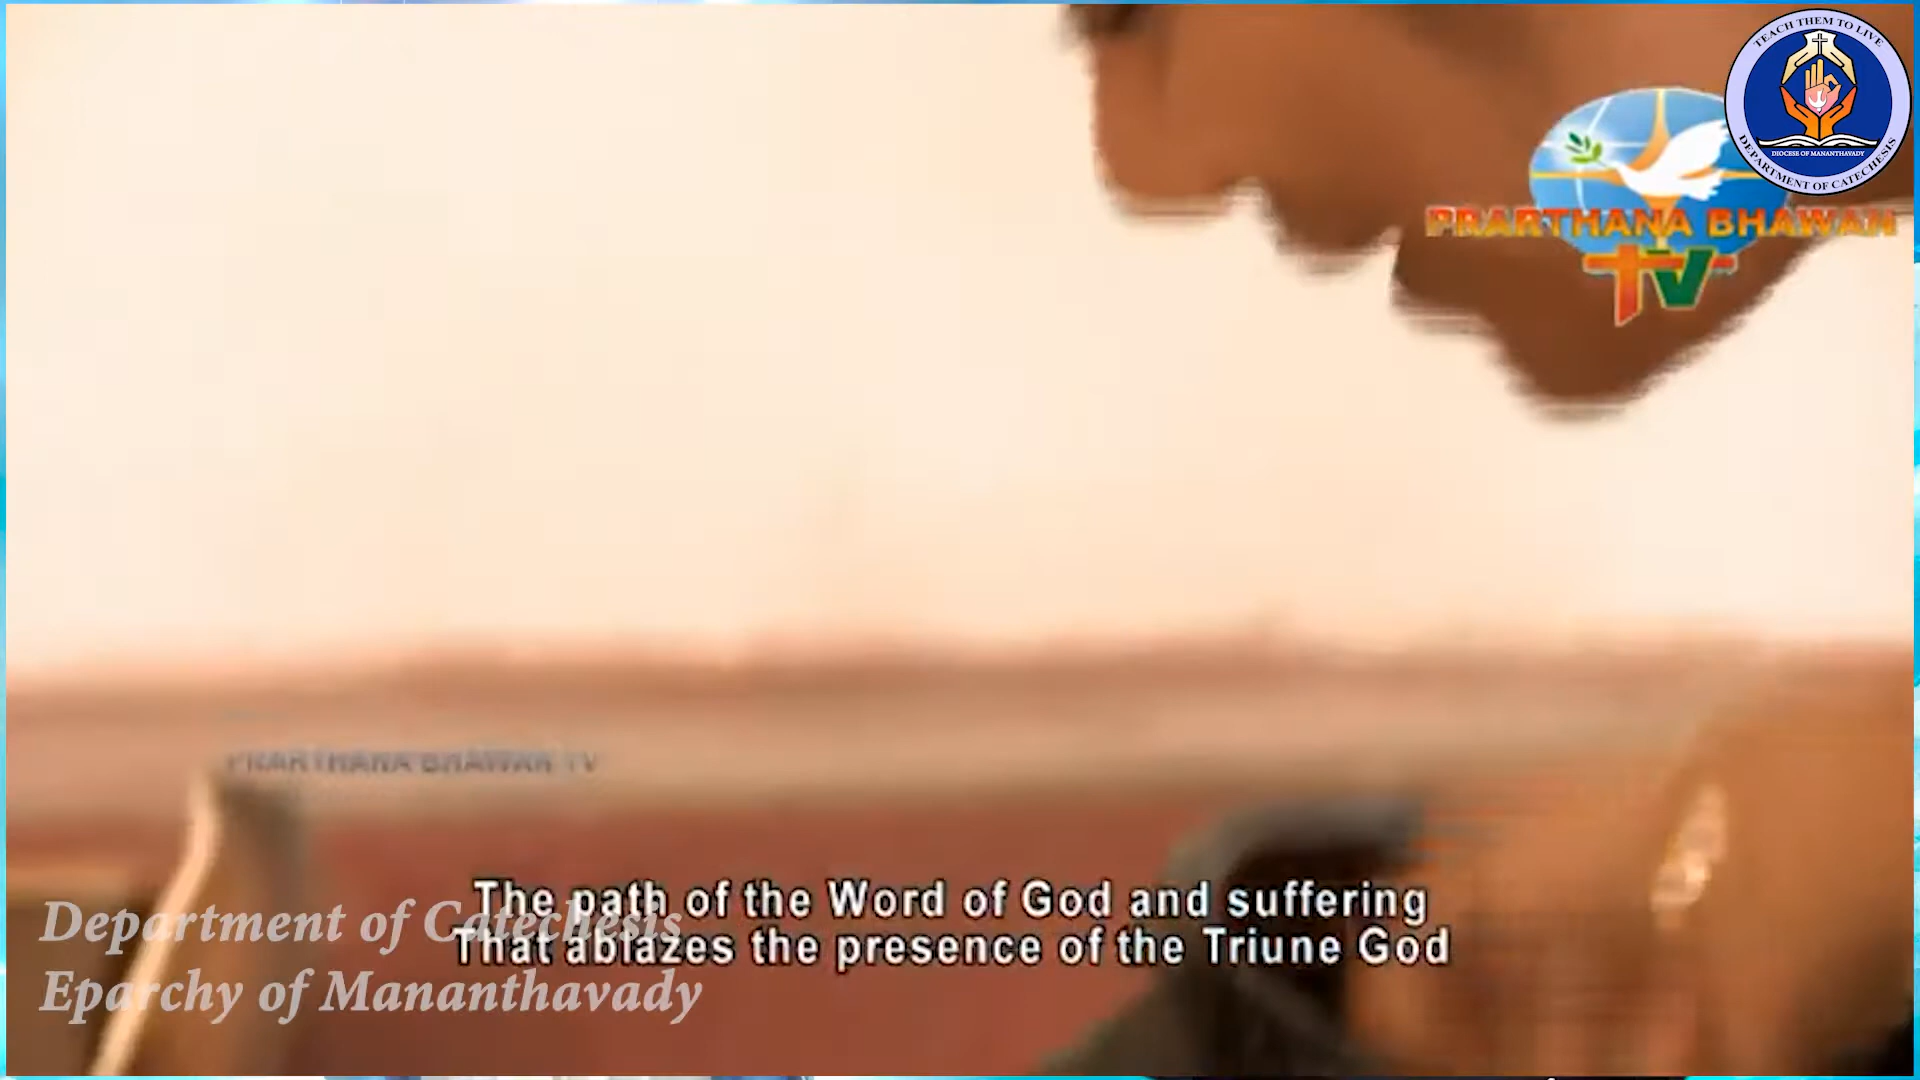 TEACH THEM TO LIVE
DIOCESE OF MANANTHAVADY
DEPARTMENT OF CATECHESIS
PRARTHANA BHAWAN
TV
PRARTHANA BHAWAN TV
The path of the Word of God and suffering
That ablazes the presence of the Triune God
Department of Catechesis
Eparchy of Mananthavady